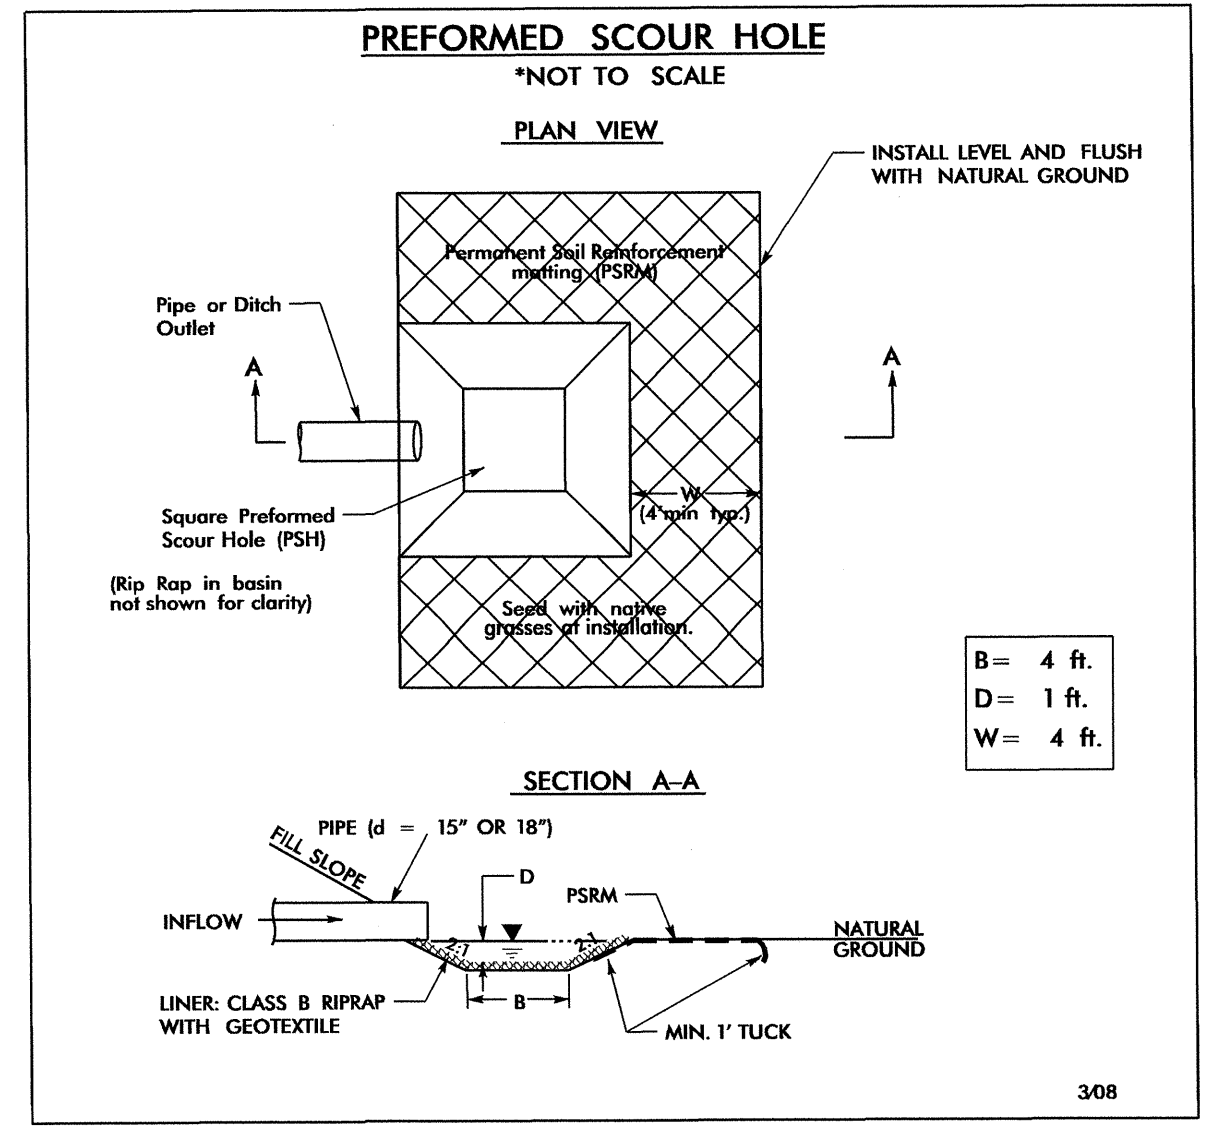 PREFORMED SCOUR HOLE
*NOT TO SCALE
PLAN VIEW
INSTALL LEVEL AND FLUSH
WITH NATURAL GROUND
Permanent Soil Reinforcement
matting (PSRM)
Pipe or Ditch
Outlet
A
A
W
(4'min typ.)
Square Preformed
Scour Hole (PSH)
(Rip Rap in basin
not shown for clarity)
Seed with native
grasses at installation.
B= 4 ft.
D= 1 ft.
W= 4 ft.
SECTION A-A
PIPE (d = 15" OR 18")
FILL SLOPE
D
PSRM
INFLOW
NATURAL
GROUND
2:1
2:1
B
LINER: CLASS B RIPRAP
WITH GEOTEXTILE
MIN. 1' TUCK
3/08